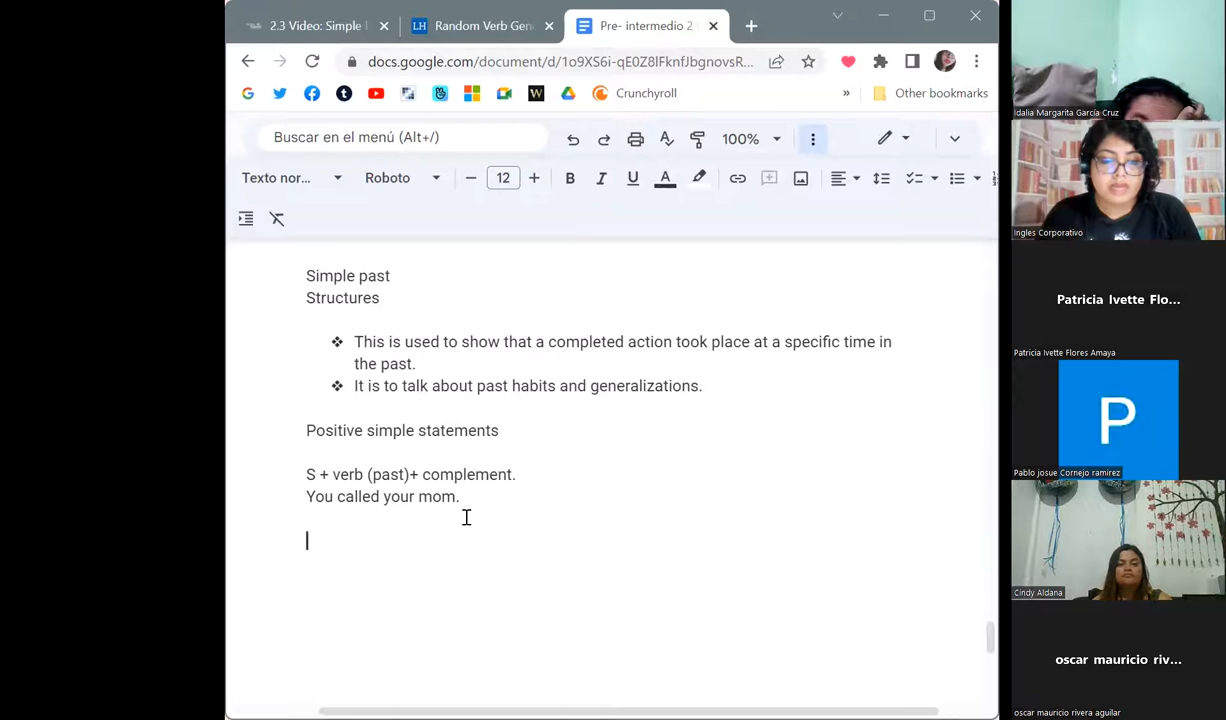 2.3 Video: Simple
Random Verb Gen
Pre- intermedio 2
docs.google.com/document/d/1o9XS6i-qE0Z8lFknfJbgnovsR...
Crunchyroll
Other bookmarks
Buscar en el menú (Alt+/)
100%
Texto nor...
Roboto
12
Simple past
Structures
❖ This is used to show that a completed action took place at a specific time in
the past.
❖ It is to talk about past habits and generalizations.
Positive simple statements
S + verb (past)+ complement.
You called your mom.
Idalia Margarita García Cruz
Ingles Corporativo
Patricia Ivette Flo...
Patricia Ivette Flores Amaya
P
Pablo josue Cornejo ramirez
Cindy Aldana
oscar mauricio riv...
oscar mauricio rivera aguilar